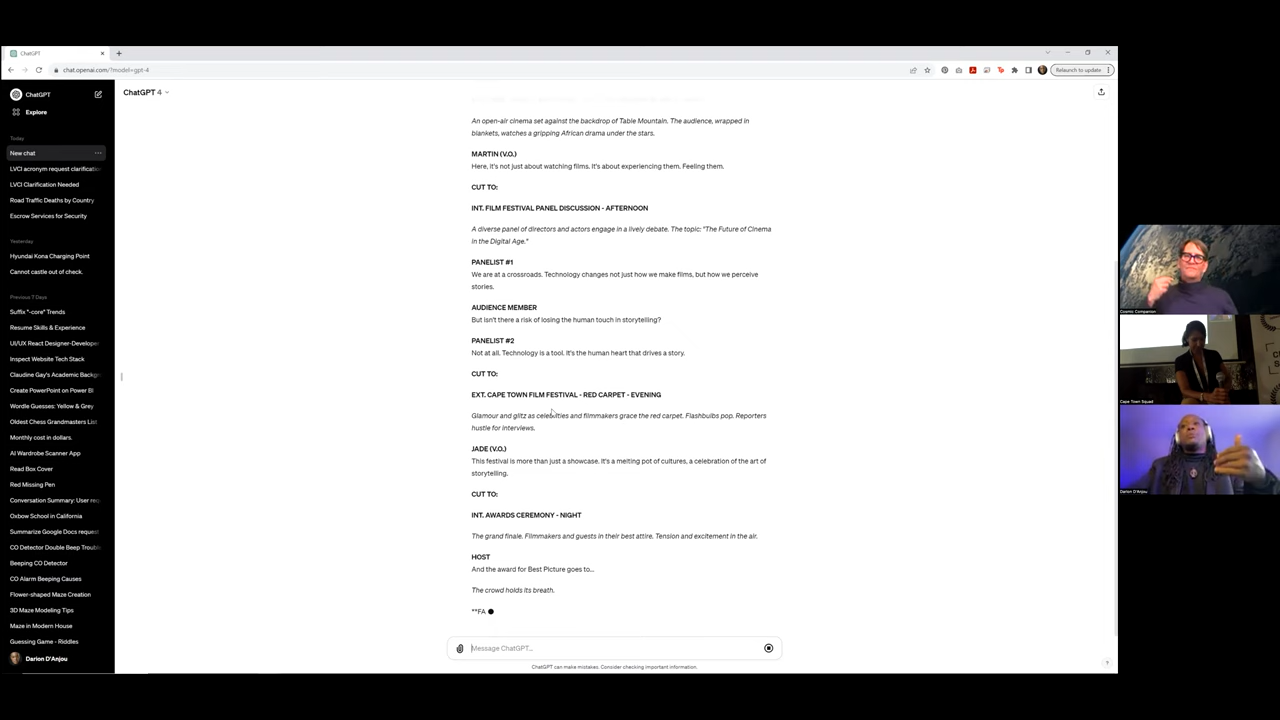 ChatGPT
chat.openai.com/?model=gpt-4
Relaunch to update
ChatGPT
Explore
Today
New chat
LVCI acronym request clarificatio
LVCI Clarification Needed
Road Traffic Deaths by Country
Escrow Services for Security
Yesterday
Hyundai Kona Charging Point
Cannot castle out of check.
Previous 7 Days
Suffix "-core" Trends
Resume Skills & Experience
UI/UX React Designer-Develope
Inspect Website Tech Stack
Claudine Gay's Academic Backg
Create PowerPoint on Power BI
Wordle Guesses: Yellow & Grey
Oldest Chess Grandmasters List
Monthly cost in dollars.
AI Wardrobe Scanner App
Read Box Cover
Red Missing Pen
Conversation Summary: User req
Oxbow School in California
Summarize Google Docs request
CO Detector Double Beep Troub
Beeping CO Detector
CO Alarm Beeping Causes
Flower-shaped Maze Creation
3D Maze Modeling Tips
Maze in Modern House
Guessing Game - Riddles
Darion D'Anjou
ChatGPT 4
An open-air cinema set against the backdrop of Table Mountain. The audience, wrapped in
blankets, watches a gripping African drama under the stars.
MARTIN (V.O.)
Here, it's not just about watching films. It's about experiencing them. Feeling them.
CUT TO:
INT. FILM FESTIVAL PANEL DISCUSSION - AFTERNOON
A diverse panel of directors and actors engage in a lively debate. The topic: "The Future of Cinema
in the Digital Age."
PANELIST #1
We are at a crossroads. Technology changes not just how we make films, but how we perceive
stories.
AUDIENCE MEMBER
But isn't there a risk of losing the human touch in storytelling?
PANELIST #2
Not at all. Technology is a tool. It's the human heart that drives a story.
CUT TO:
EXT. CAPE TOWN FILM FESTIVAL - RED CARPET - EVENING
Glamour and glitz as celebrities and filmmakers grace the red carpet. Flashbulbs pop. Reporters
hustle for interviews.
JADE (V.O.)
This festival is more than just a showcase. It's a melting pot of cultures, a celebration of the art of
storytelling.
CUT TO:
INT. AWARDS CEREMONY - NIGHT
The grand finale. Filmmakers and guests in their best attire. Tension and excitement in the air.
HOST
And the award for Best Picture goes to...
The crowd holds its breath.
**FA
Message ChatGPT...
ChatGPT can make mistakes. Consider checking important information.
?
Cosmic Companion
Cape Town Squad
Darion D'Anjou